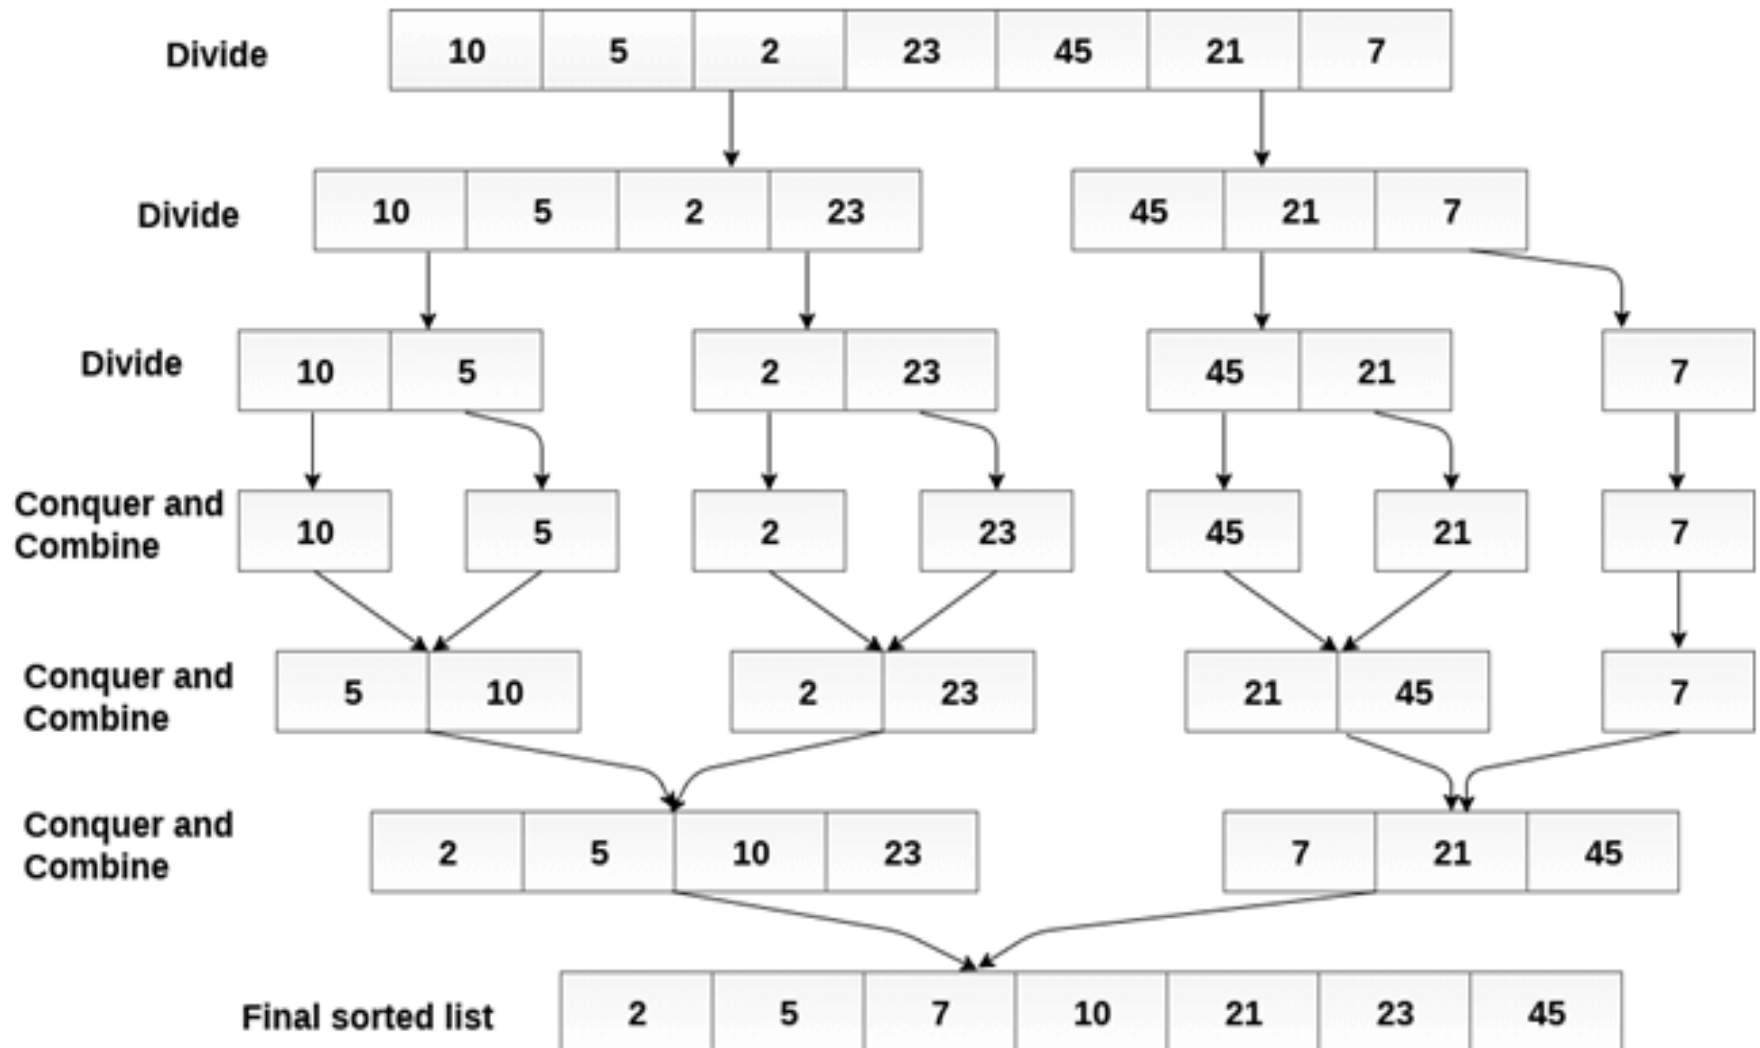 Divide 10 5 2 23 45 21 7
Divide 10 5 2 23 45 21 7
Divide 10 5 2 23 45 21 7
Conquer and
Combine 10 5 2 23 45 21 7
Conquer and
Combine 5 10 2 23 21 45 7
Conquer and
Combine 2 5 10 23 7 21 45
Final sorted list 2 5 7 10 21 23 45